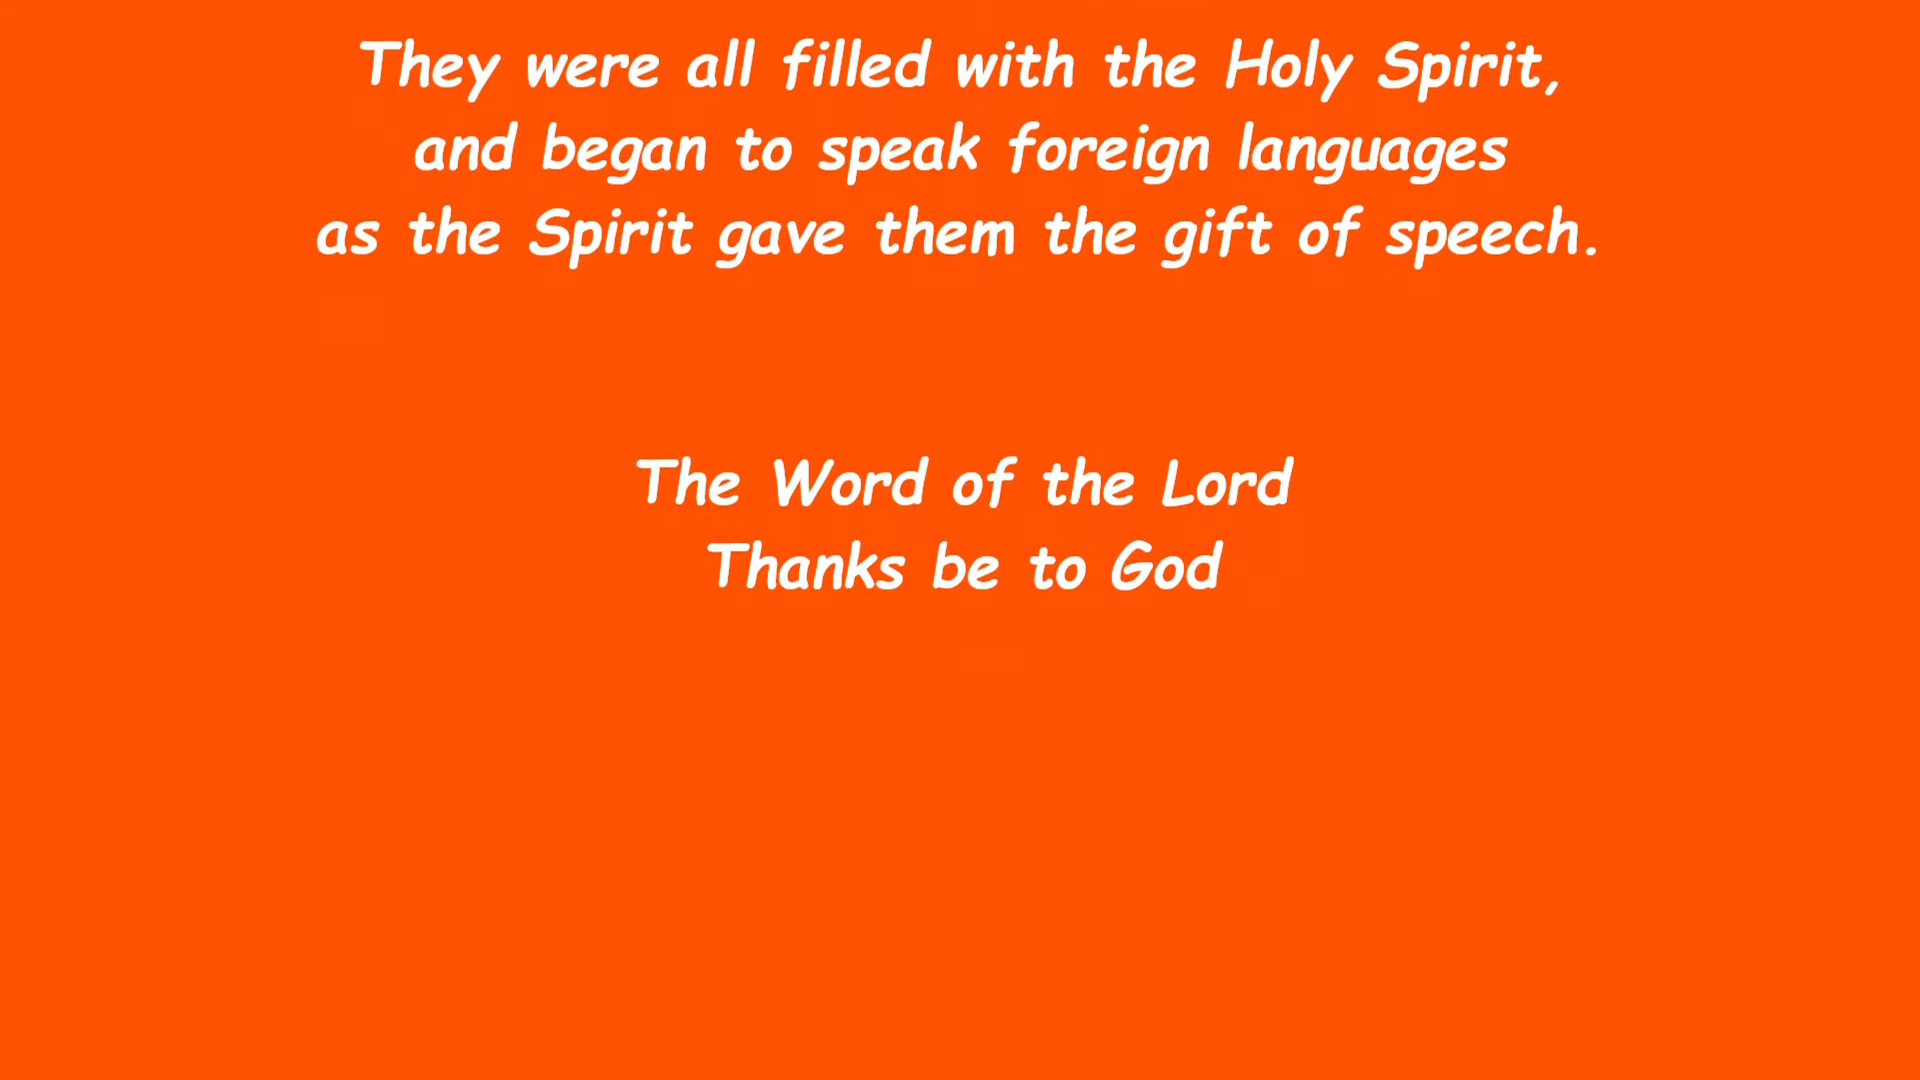 They were all filled with the Holy Spirit,
and began to speak foreign languages
as the Spirit gave them the gift of speech.
The Word of the Lord
Thanks be to God